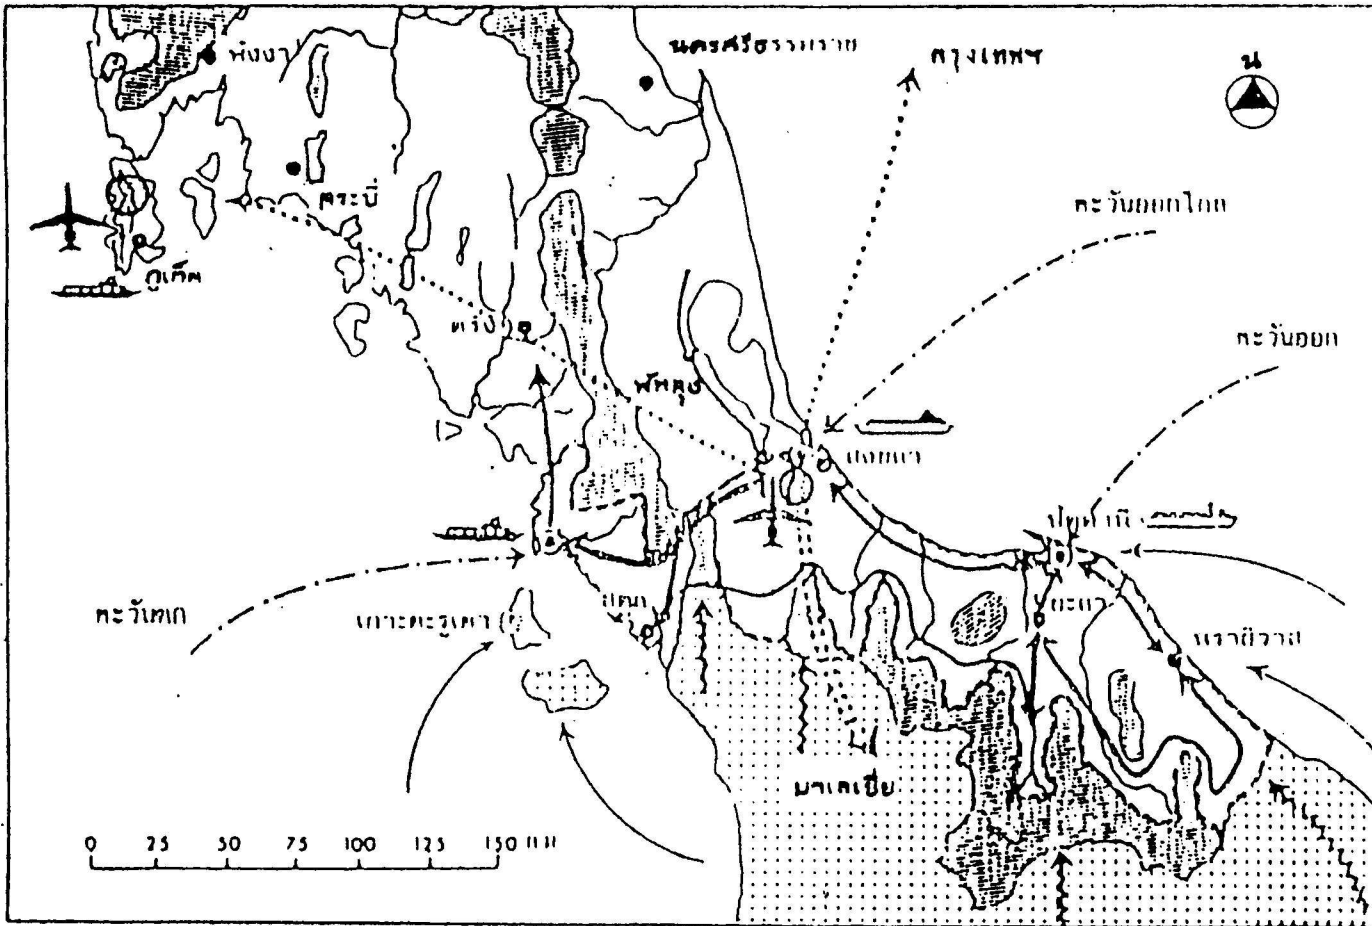 พังงา
นครศรีธรรมราช
กรุงเทพฯ
น
กระบี่
ตะวันออกไกล
ภูเก็ต
ตรัง
ตะวันออก
พัทลุง
สงขลา
ปัตตานี
ยะลา
สตูล
ตะวันตก
เกาะตะรุเตา
นราธิวาส
มาเลเซีย
0 25 50 75 100 125 150 กม